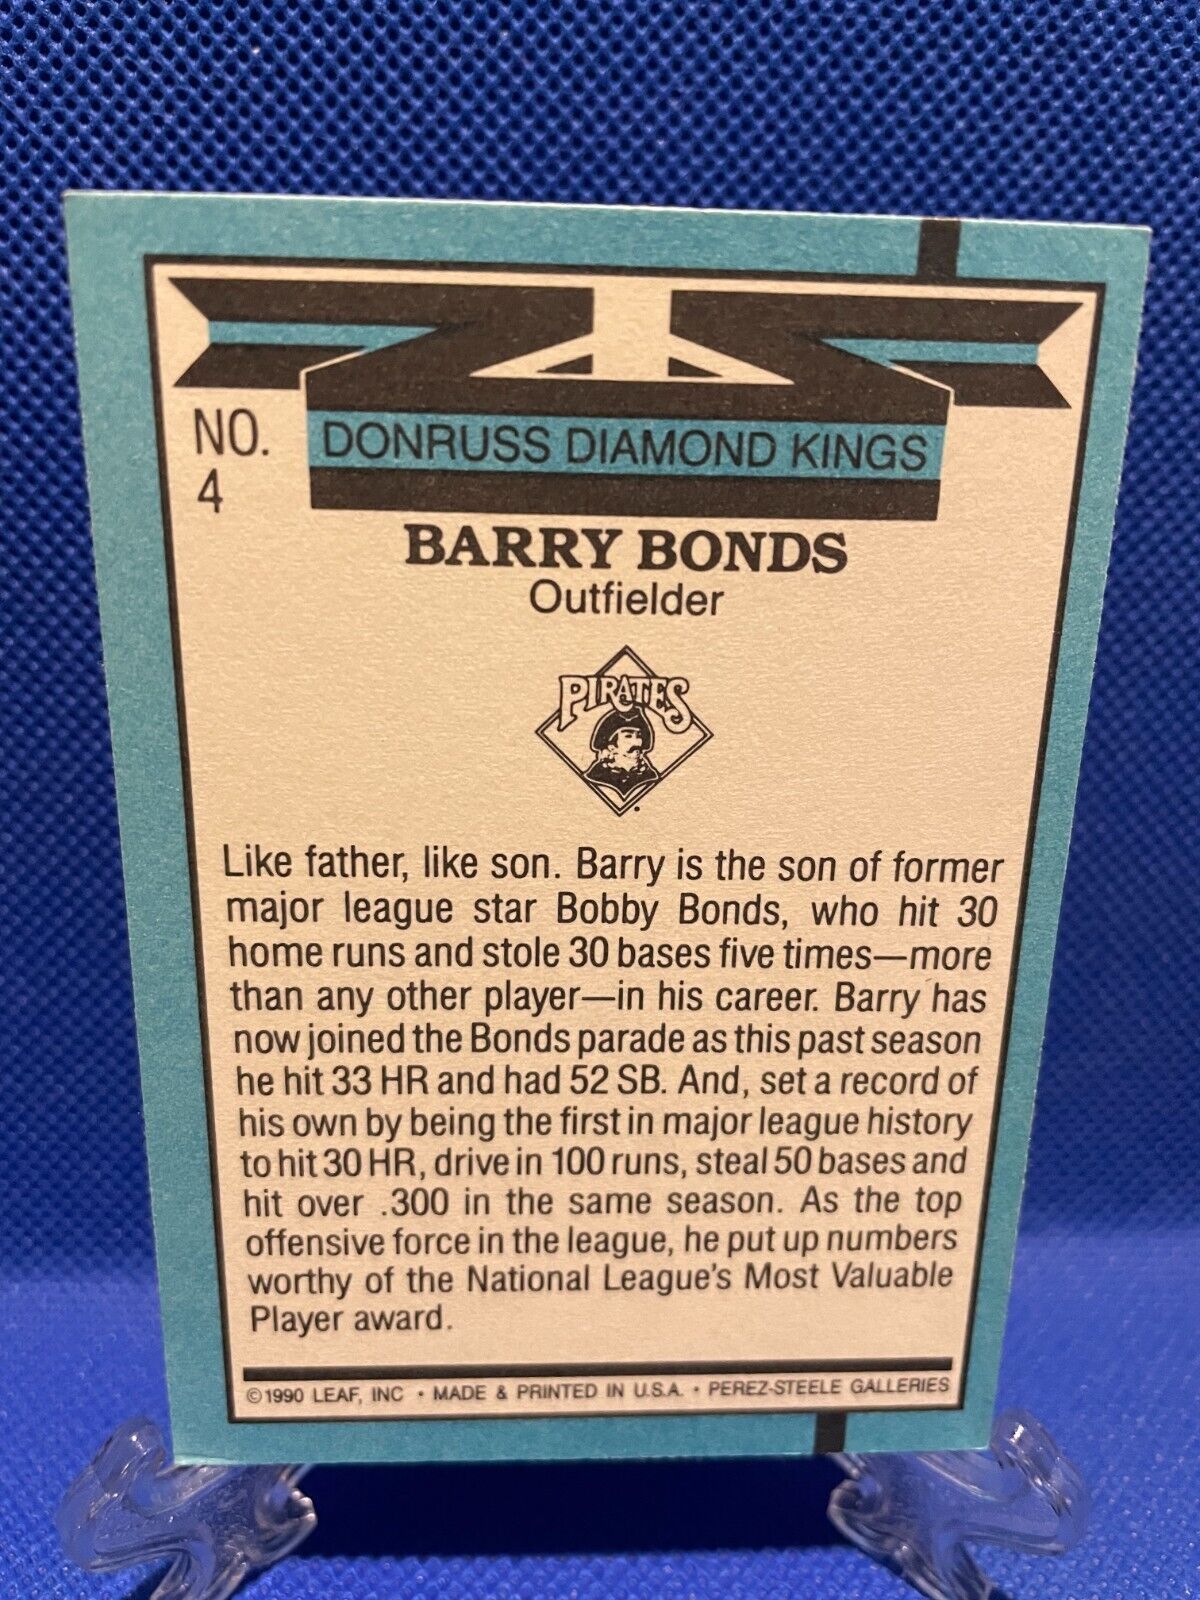 NO.
4
DONRUSS DIAMOND KINGS
BARRY BONDS
Outfielder
PIRATES
Like father, like son. Barry is the son of former
major league star Bobby Bonds, who hit 30
home runs and stole 30 bases five times—more
than any other player—in his career. Barry has
now joined the Bonds parade as this past season
he hit 33 HR and had 52 SB. And, set a record of
his own by being the first in major league history
to hit 30 HR, drive in 100 runs, steal 50 bases and
hit over .300 in the same season. As the top
offensive force in the league, he put up numbers
worthy of the National League's Most Valuable
Player award.
©1990 LEAF, INC • MADE & PRINTED IN U.S.A. • PEREZ-STEELE GALLERIES